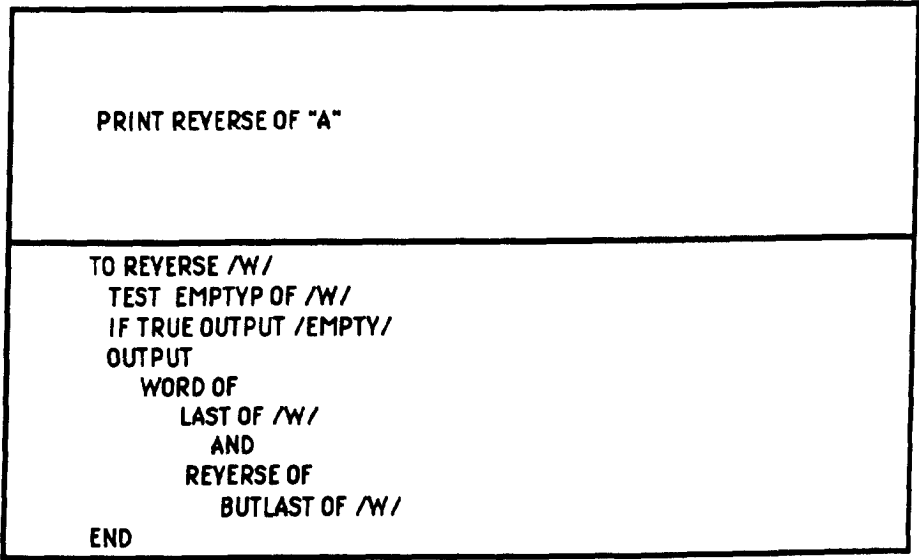 PRINT REVERSE OF "A"
TO REVERSE /W/
TEST EMPTYP OF /W/
IF TRUE OUTPUT /EMPTY/
OUTPUT
WORD OF
LAST OF /W/
AND
REVERSE OF
BUTLAST OF /W/
END